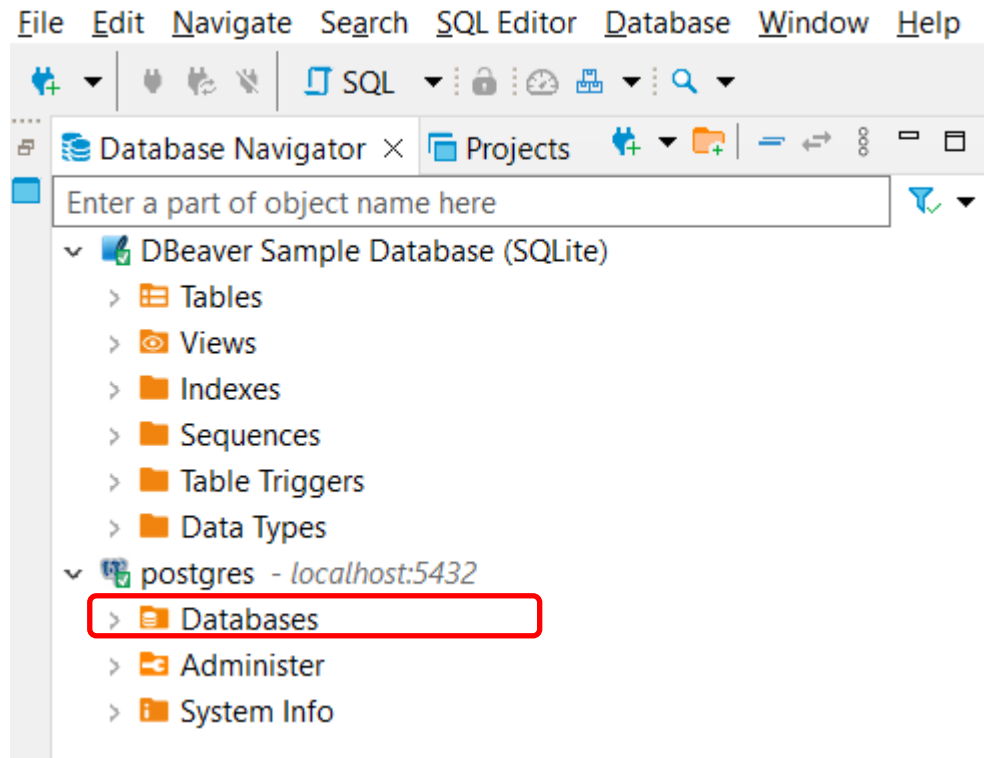 File Edit Navigate Search SQL Editor Database Window Help
SQL
Database Navigator Projects
Enter a part of object name here
DBeaver Sample Database (SQLite)
Tables
Views
Indexes
Sequences
Table Triggers
Data Types
postgres - localhost:5432
Databases
Administer
System Info